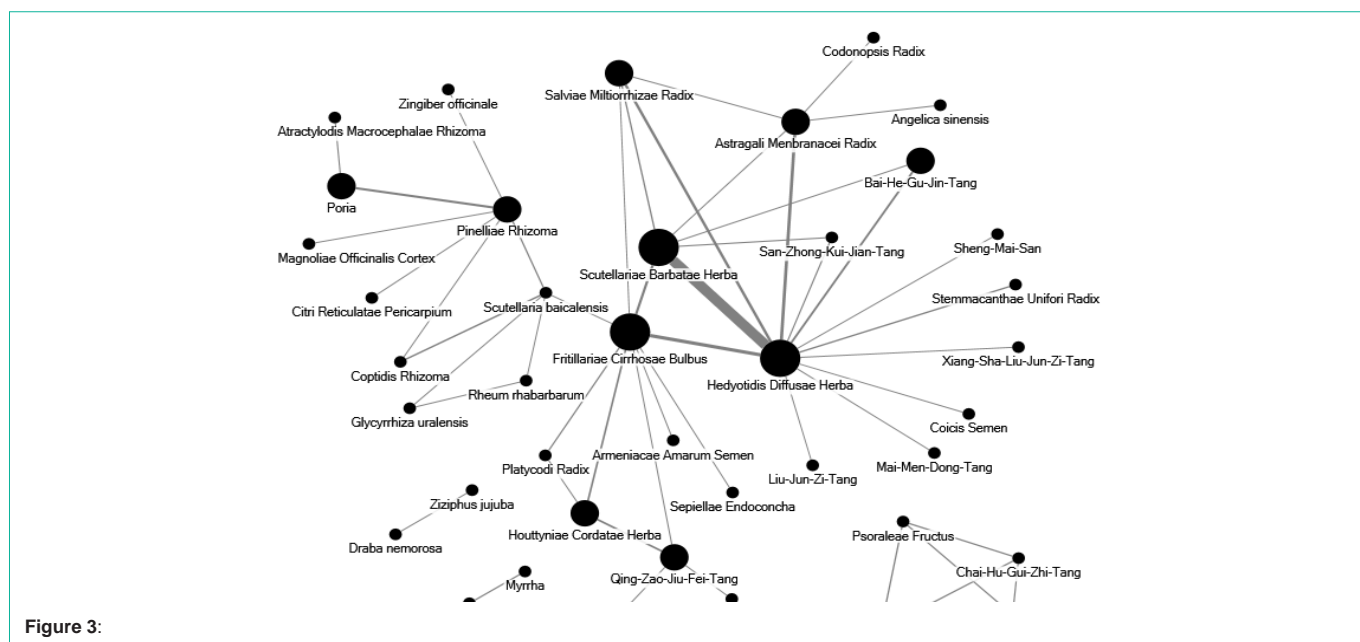 Codonopsis Radix
Salviae Miltiorrhizae Radix
Zingiber officinale
Angelica sinensis
Atractylodis Macrocephalae Rhizoma
Astragali Menbranacei Radix
Bai-He-Gu-Jin-Tang
Poria
Pinelliae Rhizoma
San-Zhong-Kui-Jian-Tang
Sheng-Mai-San
Magnoliae Officinalis Cortex
Scutellariae Barbatae Herba
Stemmacanthae Unifori Radix
Citri Reticulatae Pericarpium
Scutellaria baicalensis
Fritillariae Cirrhosae Bulbus
Xiang-Sha-Liu-Jun-Zi-Tang
Coptidis Rhizoma
Hedyotidis Diffusae Herba
Rheum rhabarbarum
Glycyrrhiza uralensis
Coicis Semen
Armeniacae Amarum Semen
Platycodi Radix
Mai-Men-Dong-Tang
Liu-Jun-Zi-Tang
Ziziphus jujuba
Sepiellae Endoconcha
Houttyniae Cordatae Herba
Psoraleae Fructus
Draba nemorosa
Chai-Hu-Gui-Zhi-Tang
Qing-Zao-Jiu-Fei-Tang
Myrrha
Figure 3: